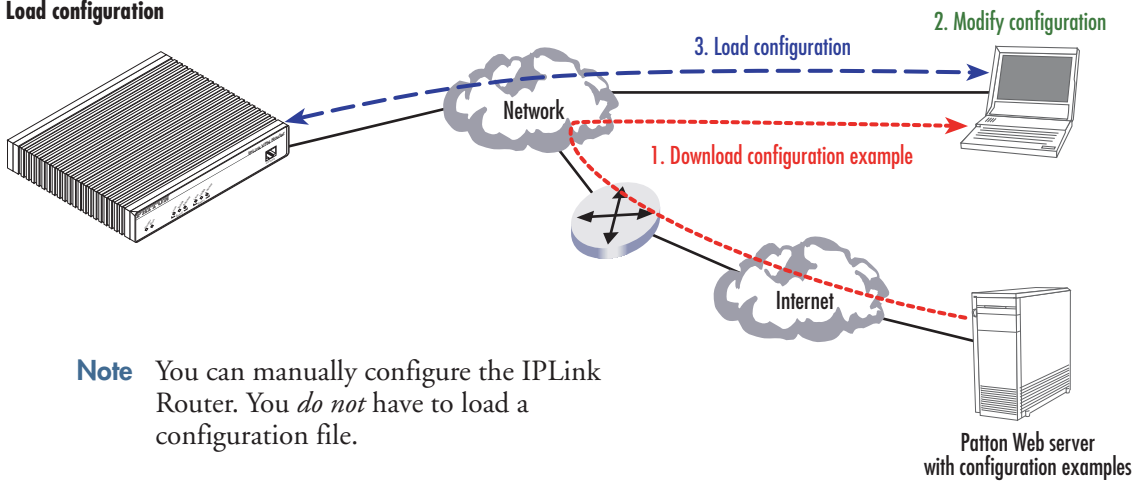 Load configuration
2. Modify configuration
3. Load configuration
Network
1. Download configuration example
Internet
Note You can manually configure the IPLink
Router. You do not have to load a
configuration file.
Patton Web server
with configuration examples